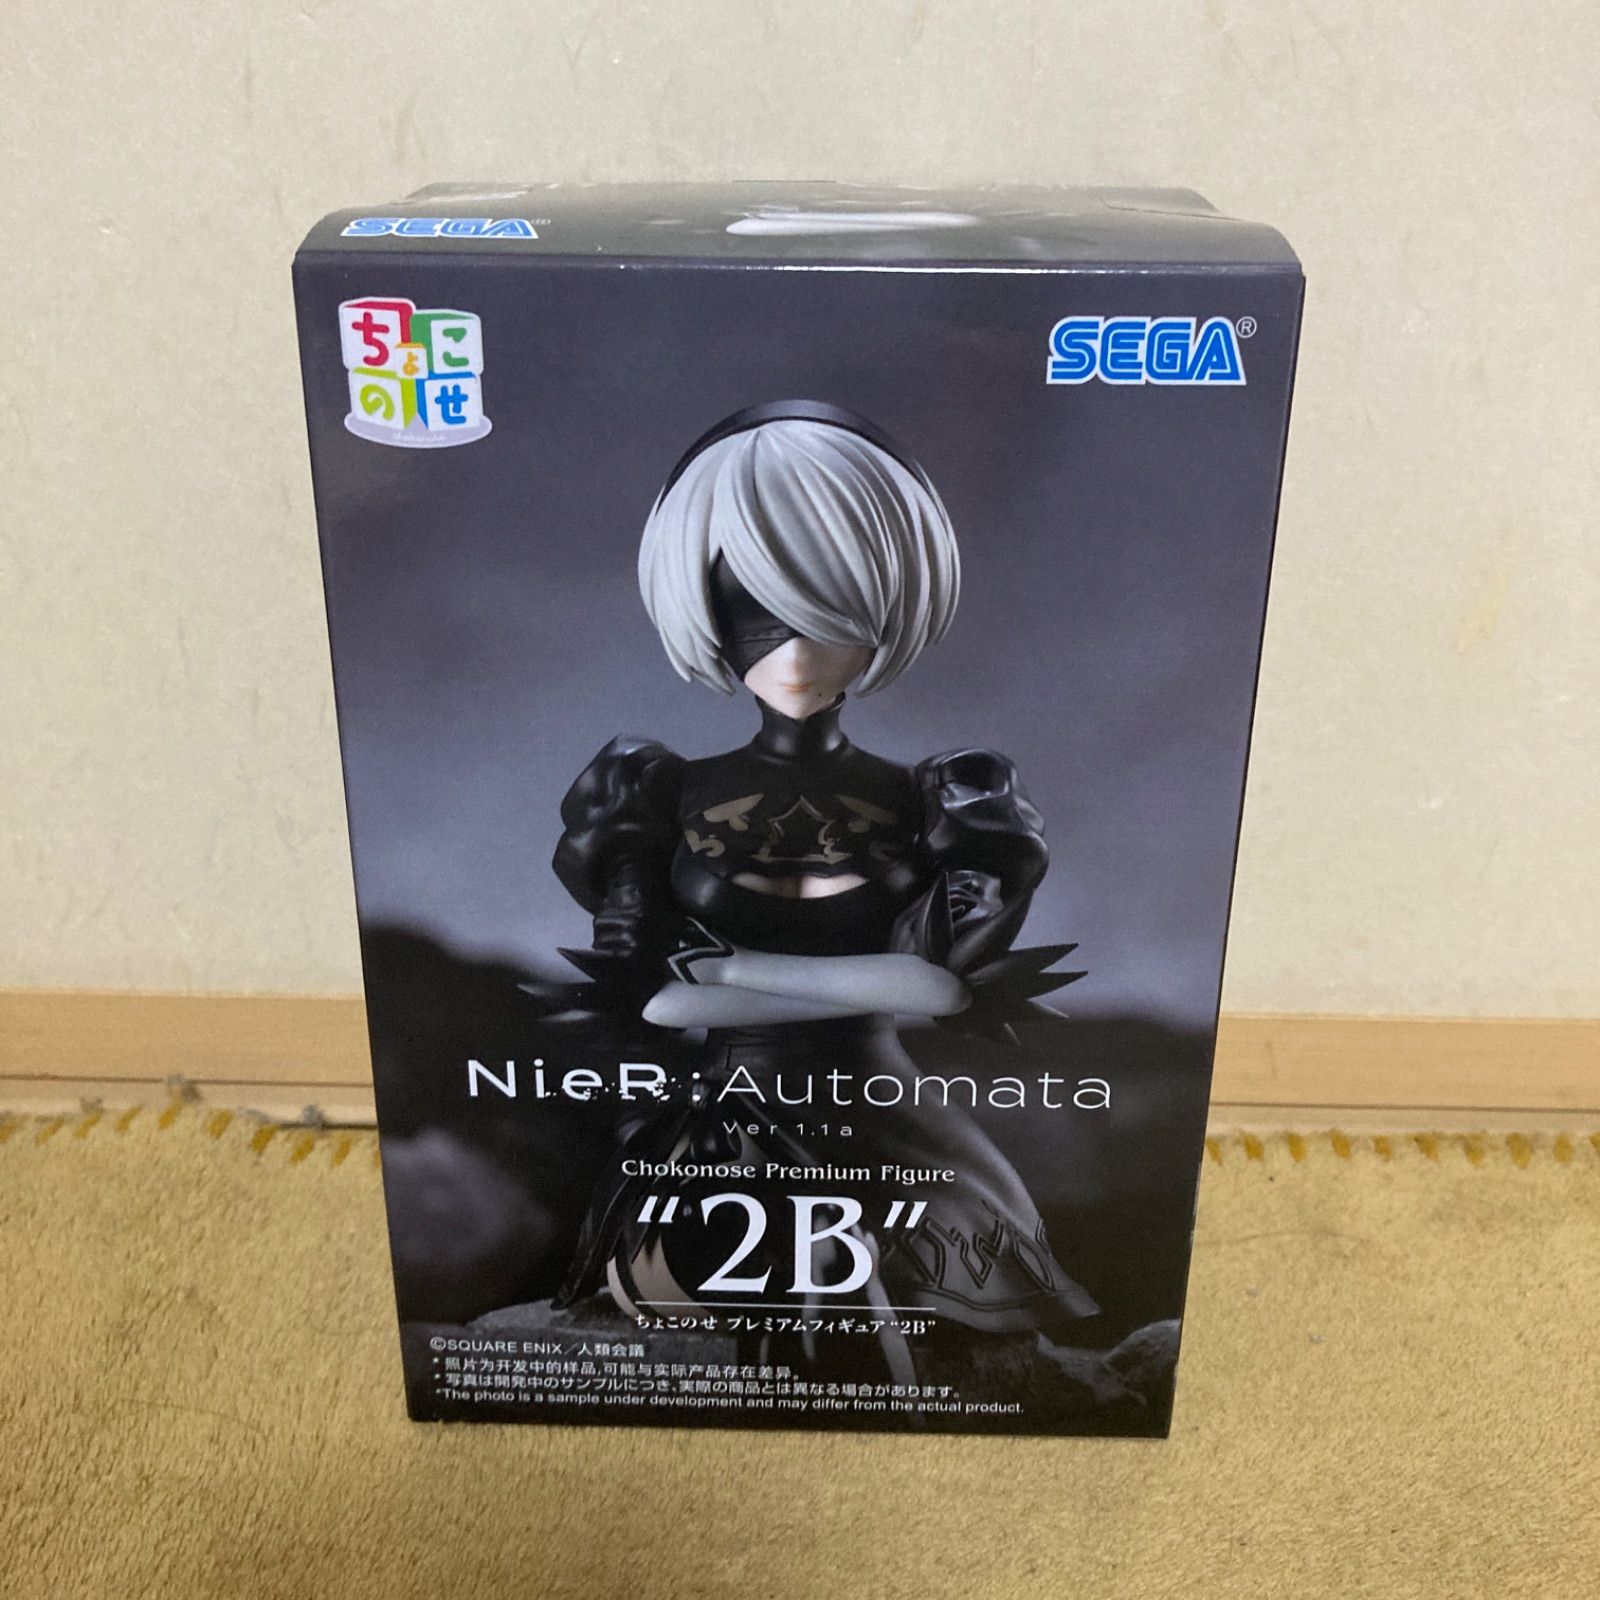 SEGA®
ちょこ
のせ
SEGA®
NieR:Automata
Ver 1.1a
Chokonose Premium Figure
“2B”
ちょこのせ プレミアムフィギュア“2B”
©SQUARE ENIX／人類会議
*照片为开发中的样品,可能与实际产品存在差异。
*写真は開発中のサンプルにつき、実際の商品とは異なる場合があります。
*The photo is a sample under development and may differ from the actual product.